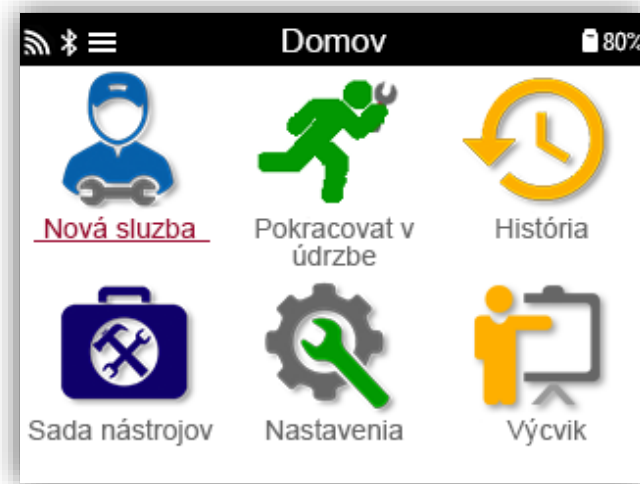 Domov
80%
Nová sluzba
Pokracovat v
údrzbe
História
Sada nástrojov
Nastavenia
Výcvik